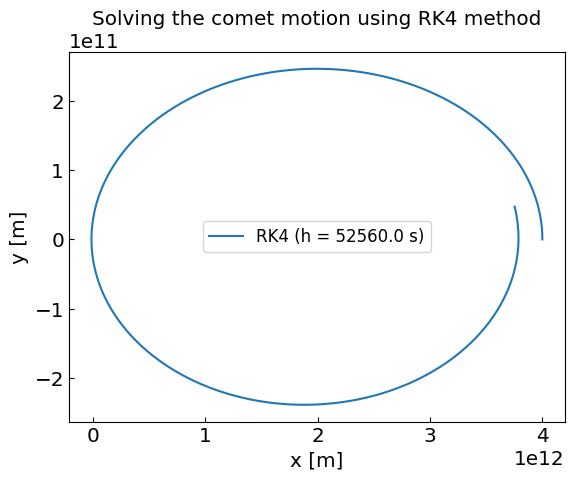 Solving the comet motion using RK4 method
1e11
2
1
0
−1
−2
y [m]
RK4 (h = 52560.0 s)
0 1 2 3 4
1e12
x [m]